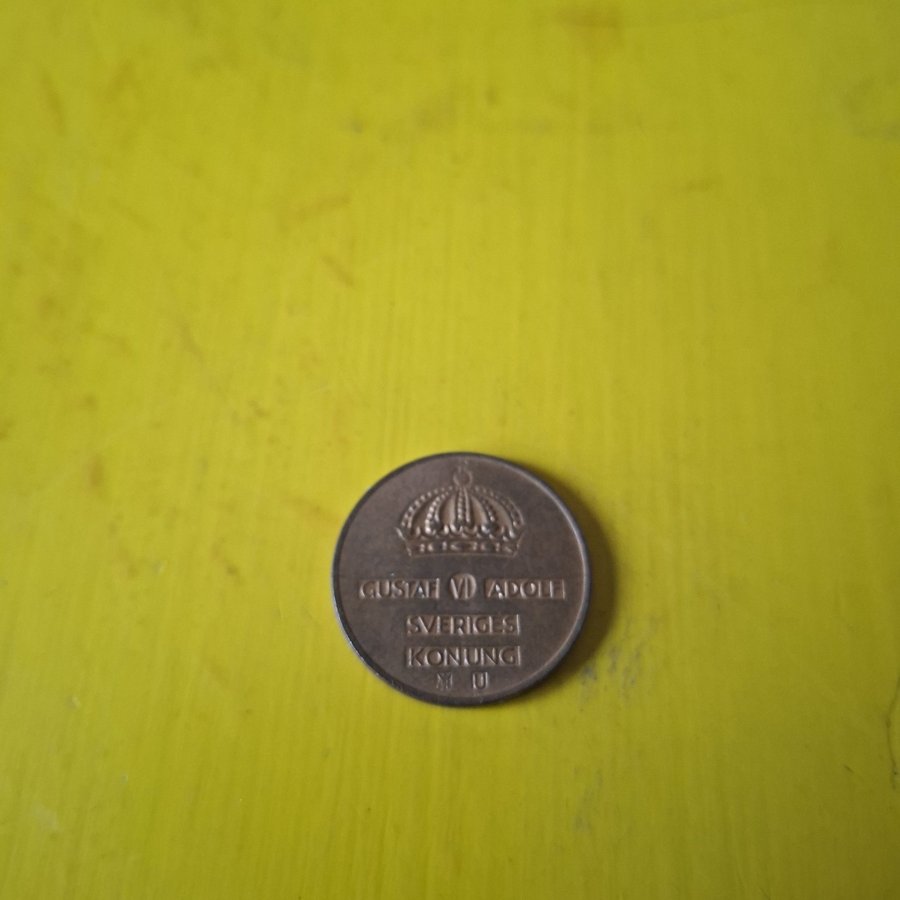 GUSTAF VI ADOLF
SVERIGES
KONUNG
U